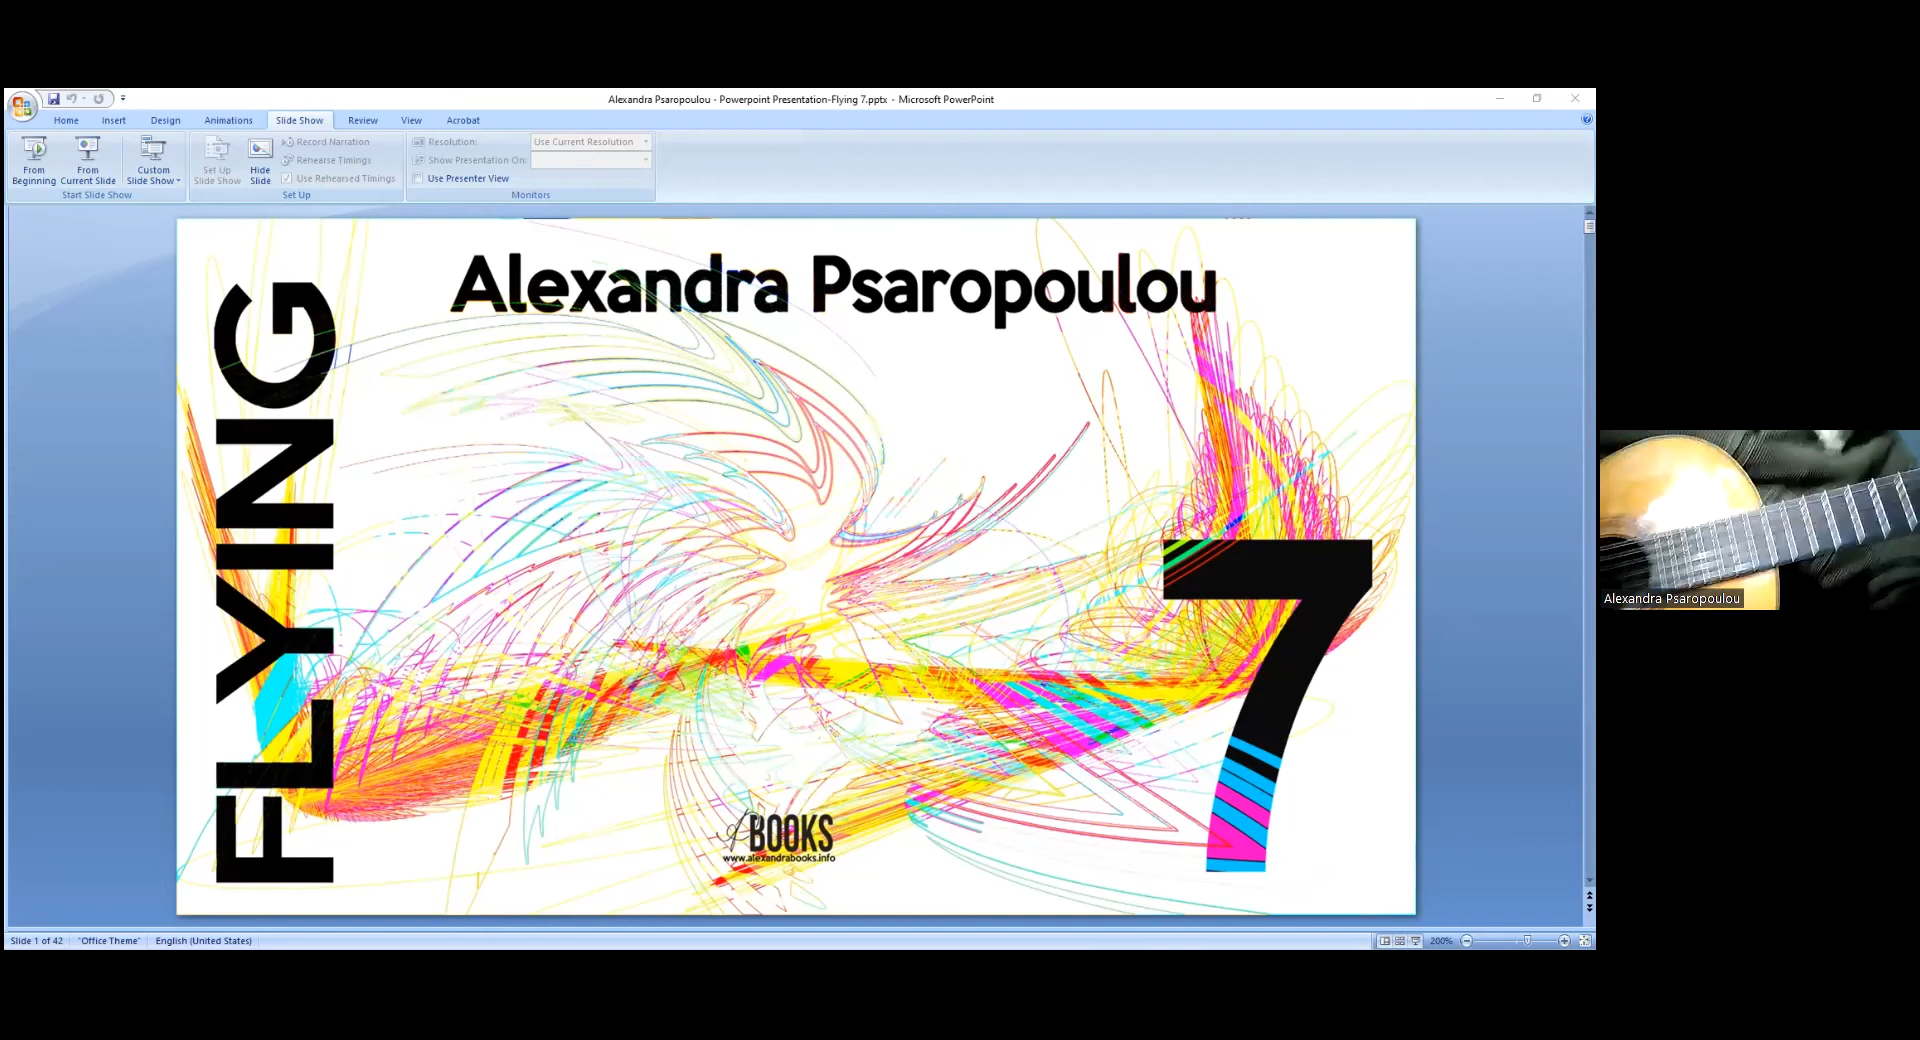 Alexandra Psaropoulou - Powerpoint Presentation-Flying 7.pptx - Microsoft PowerPoint
Home Insert Design Animations Slide Show Review View Acrobat
From Beginning
From Current Slide
Custom Slide Show
Start Slide Show
Set Up Slide Show
Hide Slide
Record Narration
Rehearse Timings
Use Rehearsed Timings
Set Up
Resolution: Use Current Resolution
Show Presentation On:
Use Presenter View
Monitors
Alexandra Psaropoulou
FLYING
7
BOOKS
www.alexandrabooks.info
Alexandra Psaropoulou
Slide 1 of 42 "Office Theme" English (United States) 200%